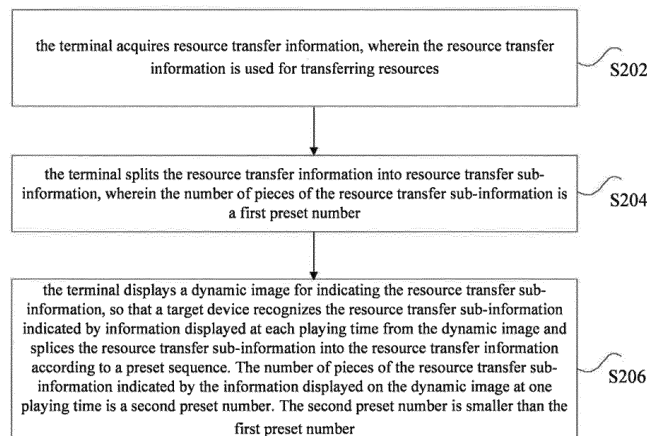 the terminal acquires resource transfer information, wherein the resource transfer
information is used for transferring resources
S202
the terminal splits the resource transfer information into resource transfer sub-
information, wherein the number of pieces of the resource transfer sub-information is
a first preset number
S204
the terminal displays a dynamic image for indicating the resource transfer sub-
information, so that a target device recognizes the resource transfer sub-information
indicated by information displayed at each playing time from the dynamic image and
splices the resource transfer sub-information into the resource transfer information
according to a preset sequence. The number of pieces of the resource transfer sub-
information indicated by the information displayed on the dynamic image at one
playing time is a second preset number. The second preset number is smaller than the
first preset number
S206